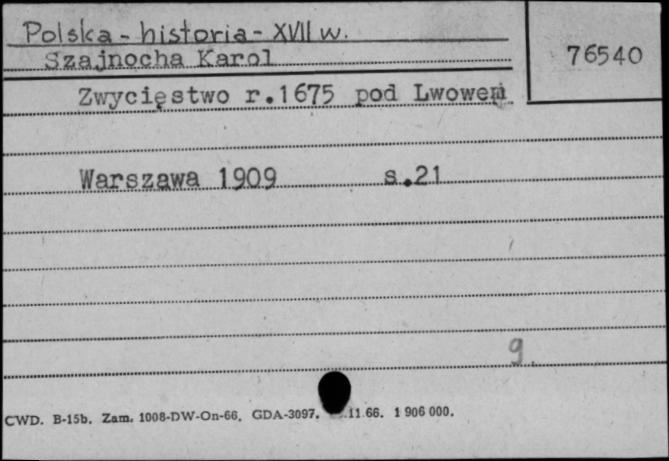 Polska - historia - XVII w.
76540
Szajnocha Karol
Zwycięstwo r.1675 pod Lwowem
Warszawa 1909 s.21
g.
CWD. B-15b. Zam. 1008-DW-On-66. GDA-3097. .11.66. 1 906 000.